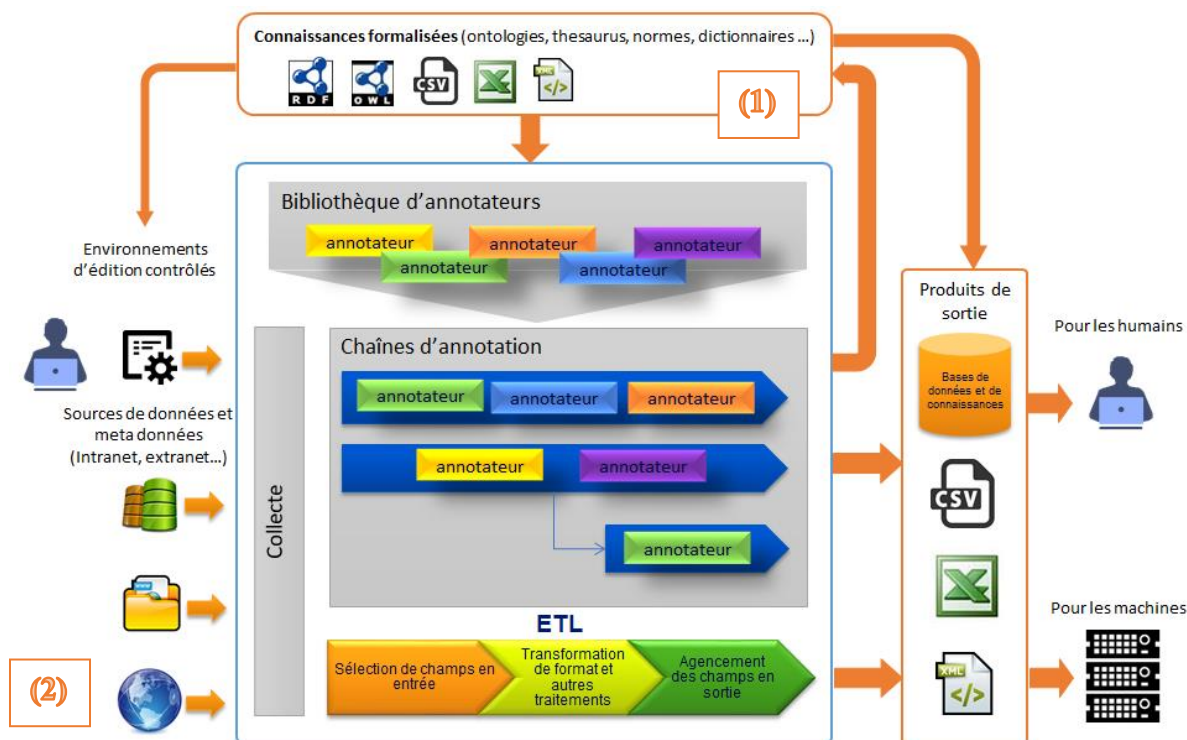 Connaissances formalisées (ontologies, thesaurus, normes, dictionnaires ...)
RDF
OWL
CSV
XML
</>
(1)
Bibliothèque d'annotateurs
annotateur
annotateur
annotateur
annotateur
annotateur
Environnements
d'édition contrôlés
Sources de données et
meta données
(Intranet, extranet...)
www
(2)
Collecte
Chaînes d'annotation
annotateur
annotateur
annotateur
annotateur
annotateur
annotateur
ETL
Sélection de champs en
entrée
Transformation
de format et
autres
traitements
Agencement
des champs en
sortie
Produits de
sortie
Bases de
données et de
connaissances
CSV
XML
</>
Pour les humains
Pour les machines